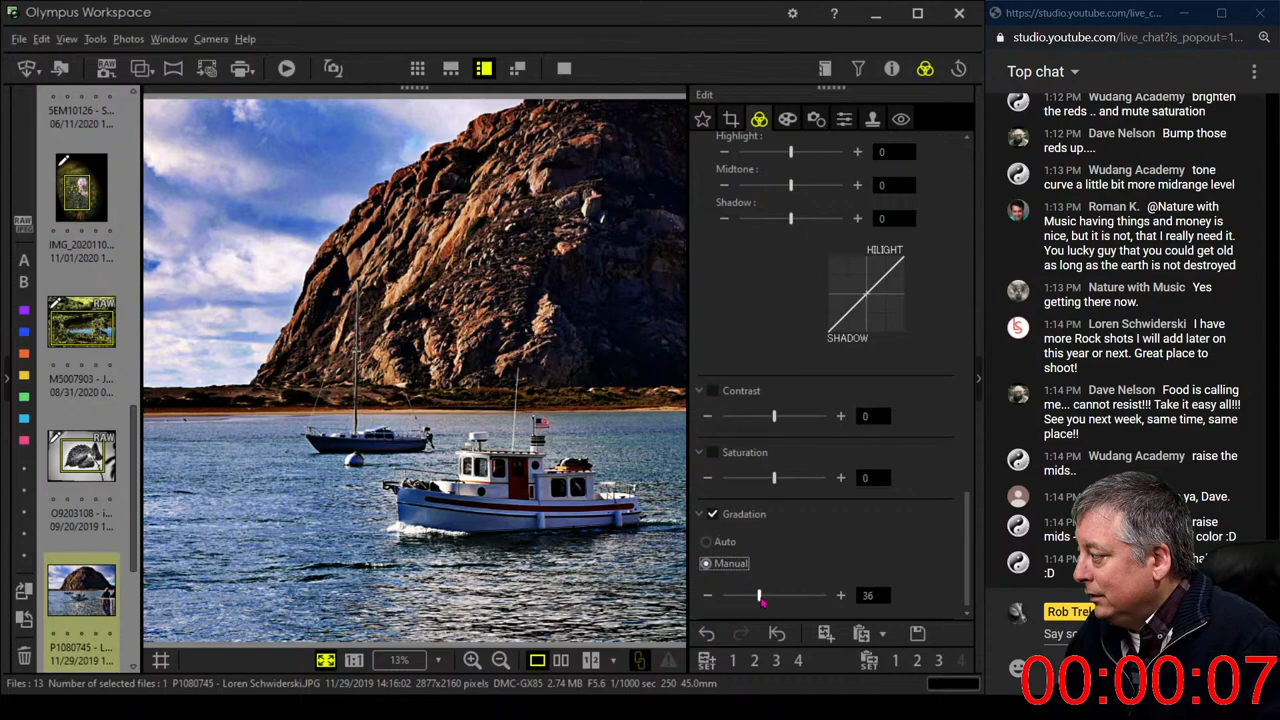 Olympus Workspace
File Edit View Tools Photos Window Camera Help
5EM10126 - S...
06/11/2020 1...
IMG_2020110...
11/01/2020 1...
RAW
M5007903 - J...
08/31/2020 1...
RAW
O9203108 - i...
09/20/2019 1...
P1080745 - L...
11/29/2019 1...
RAW
JPEG
A
B
1:1
13%
Edit
Highlight :
0
Midtone :
0
Shadow :
0
HILIGHT
SHADOW
Contrast
0
Saturation
0
Gradation
Auto
Manual
36
SET 1 2 3 4
SET 1 2 3 4
Files: 13 Number of selected files: 1 P1080745 - Loren Schwiderski.JPG 11/29/2019 14:16:02 2877x2160 pixels DMC-GX85 2.74 MB F5.6 1/1000 sec 250 45.0mm
https://studio.youtube.com/live_c...
studio.youtube.com/live_chat?is_popout=1...
Top chat
1:12 PM Wudang Academy brighten
the reds .. and mute saturation
1:12 PM Dave Nelson Bump those
reds up....
1:13 PM Wudang Academy tone
curve a little bit more midrange level
1:13 PM Roman K. @Nature with
Music having things and money is
nice, but it is not, that I really need it.
You lucky guy that you could get old
as long as the earth is not destroyed
1:13 PM Nature with Music Yes
getting there now.
1:14 PM Loren Schwiderski I have
more Rock shots I will add later on
this year or next. Great place to
shoot!
1:14 PM Dave Nelson Food is calling
me... cannot resist!!! Take it easy all!!!
See you next week, same time, same
place!!
1:14 PM Wudang Academy raise
the mids..
ya, Dave.
raise
mids
color :D
:D
Rob Trek
Say so
00:00:07